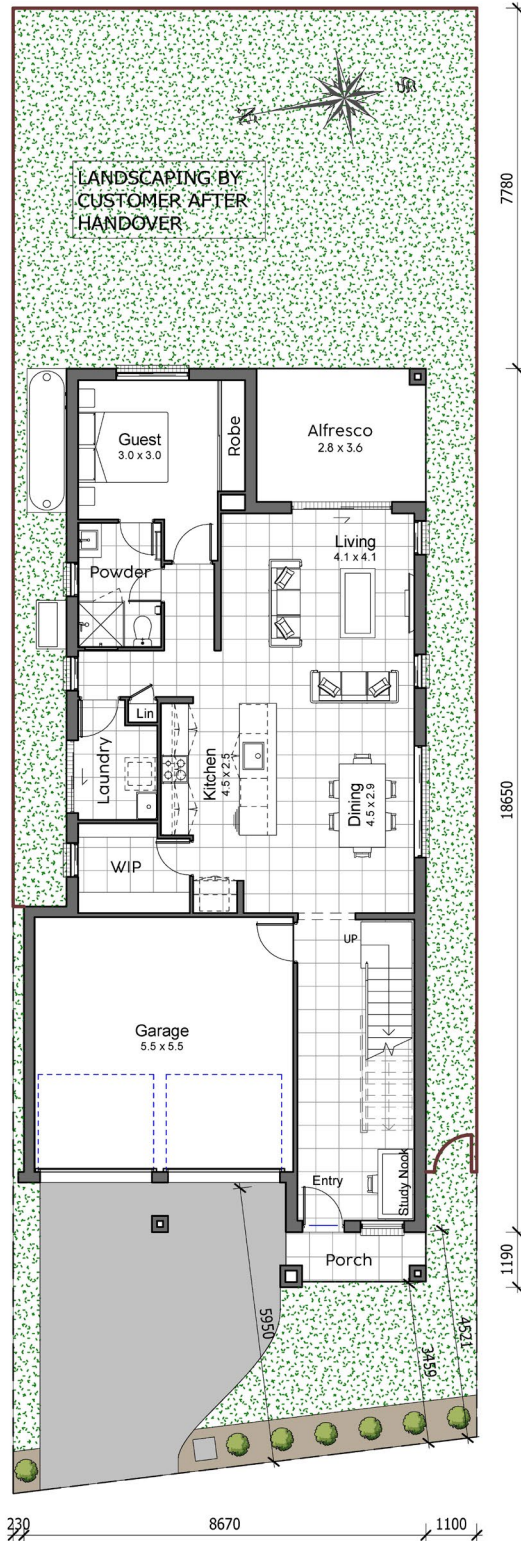 LANDSCAPING BY
CUSTOMER AFTER
HANDOVER
7780
Guest
3.0 x 3.0
Robe
Alfresco
2.8 x 3.6
Living
4.1 x 4.1
Powder
Lin
Laundry
Kitchen
4.5 x 2.5
Dining
4.5 x 2.9
18650
WIP
UP
Garage
5.5 x 5.5
Entry
Study Nook
Porch
1190
5950
3459
4521
230
8670
1100